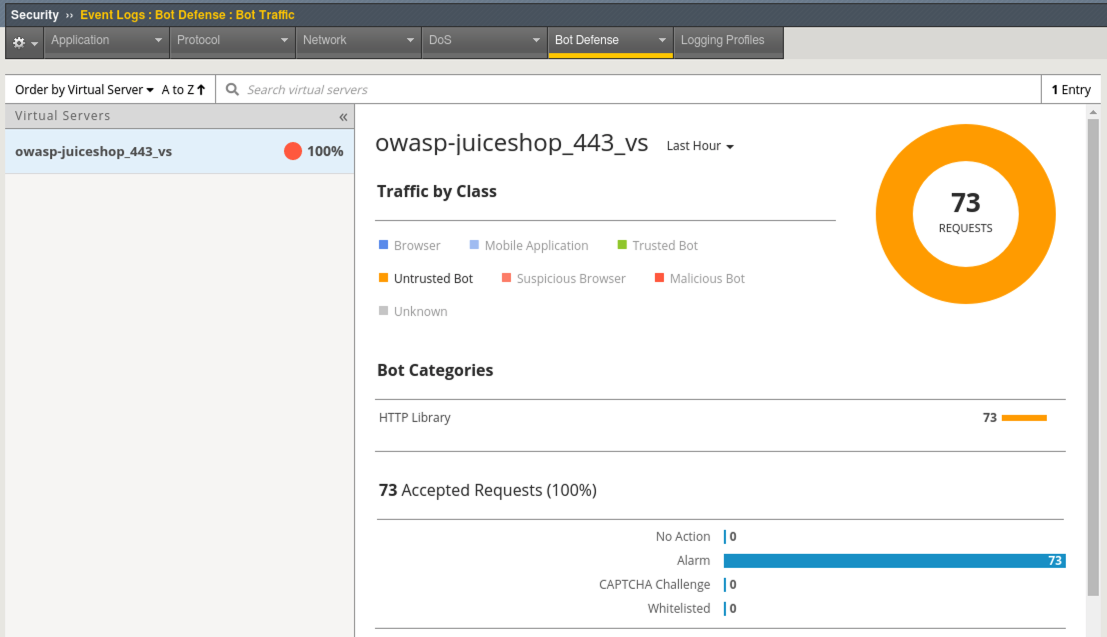 Security ›› Event Logs : Bot Defense : Bot Traffic
Application Protocol Network DoS Bot Defense Logging Profiles
Order by Virtual Server A to Z Search virtual servers 1 Entry
Virtual Servers «
owasp-juiceshop_443_vs 100%
owasp-juiceshop_443_vs Last Hour
Traffic by Class
Browser Mobile Application Trusted Bot
Untrusted Bot Suspicious Browser Malicious Bot
Unknown
73
REQUESTS
Bot Categories
HTTP Library 73
73 Accepted Requests (100%)
No Action 0
Alarm 73
CAPTCHA Challenge 0
Whitelisted 0